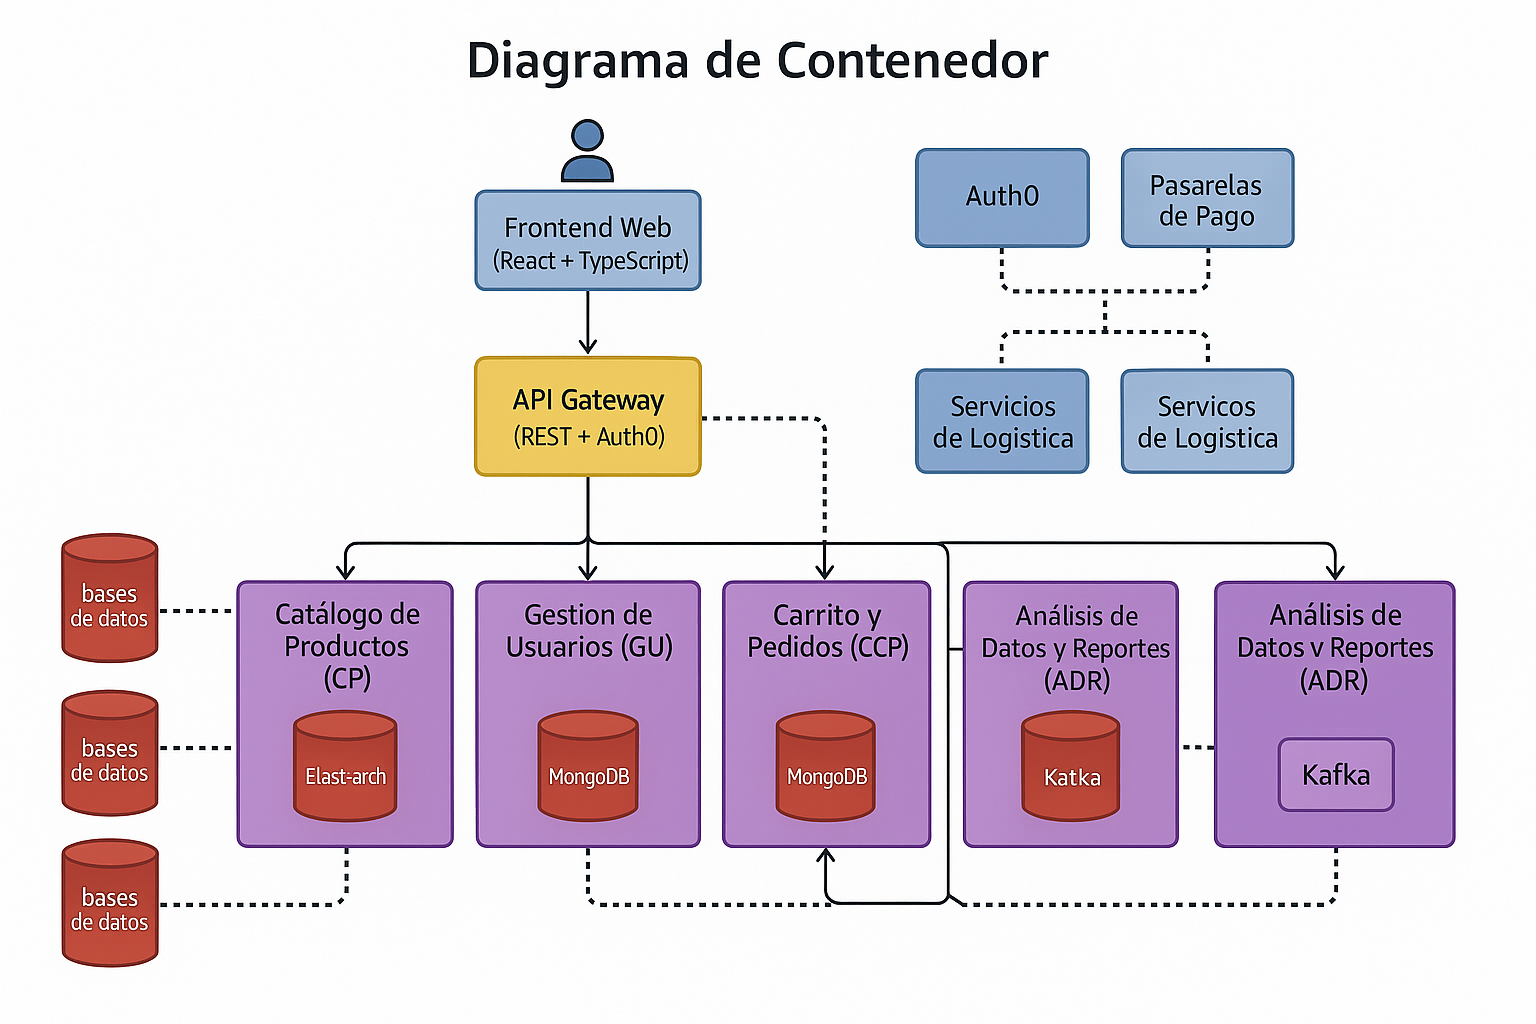 Diagrama de Contenedor
Frontend Web
(React + TypeScript)
Auth0
Pasarelas
de Pago
API Gateway
(REST + Auth0)
Servicios
de Logistica
Servicos
de Logistica
bases
de datos
bases
de datos
bases
de datos
Catálogo de
Productos
(CP)
Elast-arch
Gestion de
Usuarios (GU)
MongoDB
Carrito y
Pedidos (CCP)
MongoDB
Análisis de
Datos y Reportes
(ADR)
Katka
Análisis de
Datos v Reportes
(ADR)
Kafka